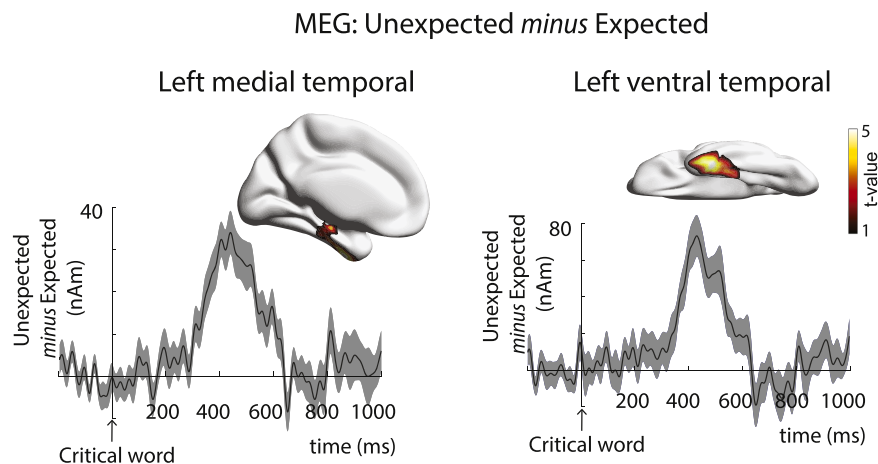 MEG: Unexpected minus Expected
Left medial temporal
Left ventral temporal
5
t-value
1
40
Unexpected
minus Expected
(nAm)
200 400 600 800 1000
time (ms)
Critical word
80
Unexpected
minus Expected
(nAm)
200 400 600 800 1000
time (ms)
Critical word